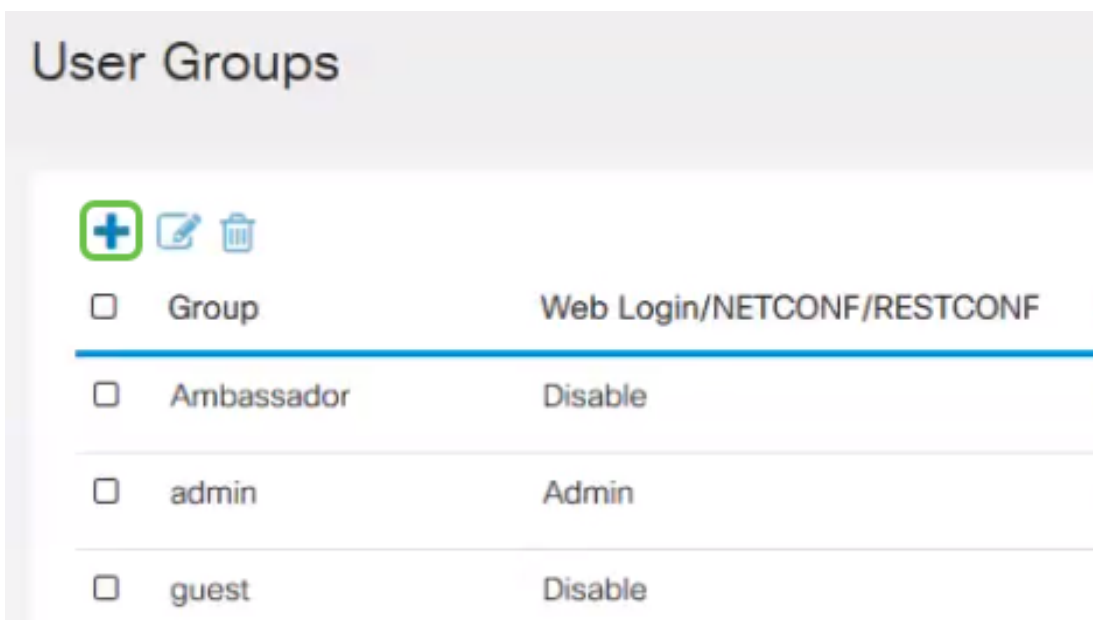 User Groups
Group Web Login/NETCONF/RESTCONF
Ambassador Disable
admin Admin
guest Disable